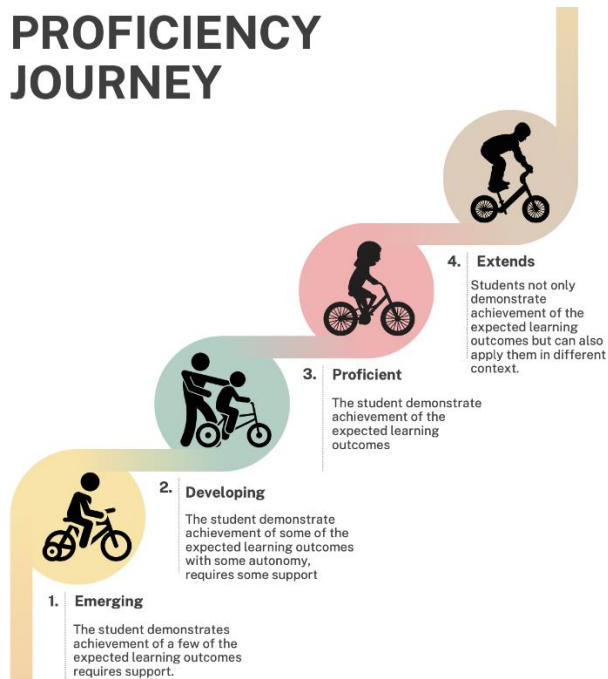 PROFICIENCY
JOURNEY
4. Extends
Students not only
demonstrate
achievement of the
expected learning
outcomes but can also
apply them in different
context.
3. Proficient
The student demonstrate
achievement of the
expected learning
outcomes
2. Developing
The student demonstrate
achievement of some of the
expected learning outcomes
with some autonomy,
requires some support
1. Emerging
The student demonstrates
achievement of a few of the
expected learning outcomes
requires support.